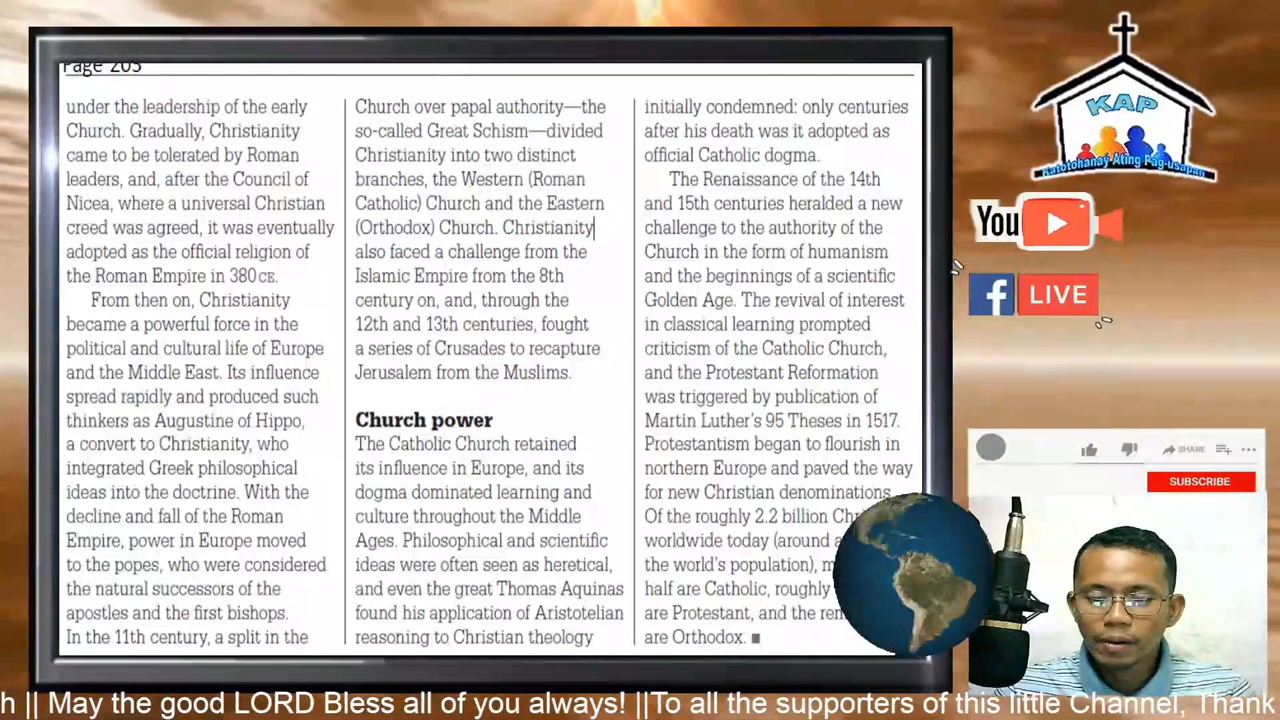 Page 205
under the leadership of the early
Church. Gradually, Christianity
came to be tolerated by Roman
leaders, and, after the Council of
Nicea, where a universal Christian
creed was agreed, it was eventually
adopted as the official religion of
the Roman Empire in 380 CE.
From then on, Christianity
became a powerful force in the
political and cultural life of Europe
and the Middle East. Its influence
spread rapidly and produced such
thinkers as Augustine of Hippo,
a convert to Christianity, who
integrated Greek philosophical
ideas into the doctrine. With the
decline and fall of the Roman
Empire, power in Europe moved
to the popes, who were considered
the natural successors of the
apostles and the first bishops.
In the 11th century, a split in the
Church over papal authority—the
so-called Great Schism—divided
Christianity into two distinct
branches, the Western (Roman
Catholic) Church and the Eastern
(Orthodox) Church. Christianity
also faced a challenge from the
Islamic Empire from the 8th
century on, and, through the
12th and 13th centuries, fought
a series of Crusades to recapture
Jerusalem from the Muslims.
Church power
The Catholic Church retained
its influence in Europe, and its
dogma dominated learning and
culture throughout the Middle
Ages. Philosophical and scientific
ideas were often seen as heretical,
and even the great Thomas Aquinas
found his application of Aristotelian
reasoning to Christian theology
initially condemned: only centuries
after his death was it adopted as
official Catholic dogma.
The Renaissance of the 14th
and 15th centuries heralded a new
challenge to the authority of the
Church in the form of humanism
and the beginnings of a scientific
Golden Age. The revival of interest
in classical learning prompted
criticism of the Catholic Church,
and the Protestant Reformation
was triggered by publication of
Martin Luther's 95 Theses in 1517.
Protestantism began to flourish in
northern Europe and paved the way
for new Christian denominations.
Of the roughly 2.2 billion
worldwide today (around
the world's population),
half are Catholic, roughly
are Protestant, and the
are Orthodox.
KAP
Katotohanay Ating Pag-usapan
You
f LIVE
SHARE
SUBSCRIBE
h || May the good LORD Bless all of you always! ||To all the supporters of this little Channel, Thank